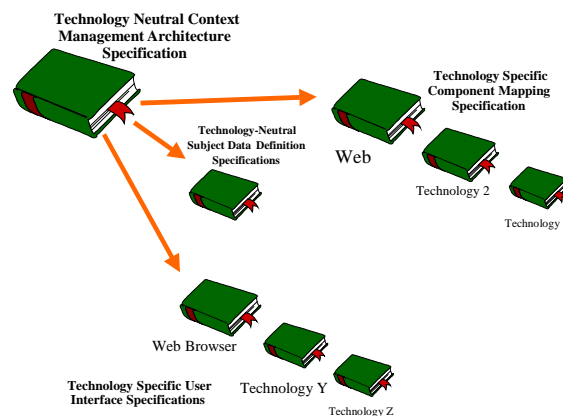 Technology Neutral Context
Management Architecture
Specification
Technology Specific
Component Mapping
Specification
Technology-Neutral
Subject Data Definition
Specifications
Web
Technology 2
Technology
Web Browser
Technology Y
Technology Z
Technology Specific User
Interface Specifications